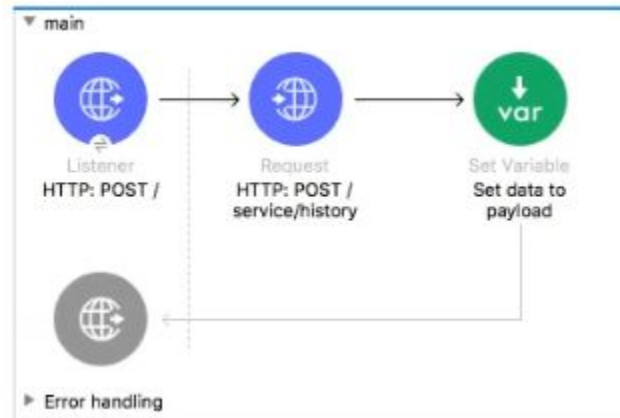 main
var
Listener
Request
Set Variable
HTTP: POST /
HTTP: POST /
service/history
Set data to
payload
Error handling